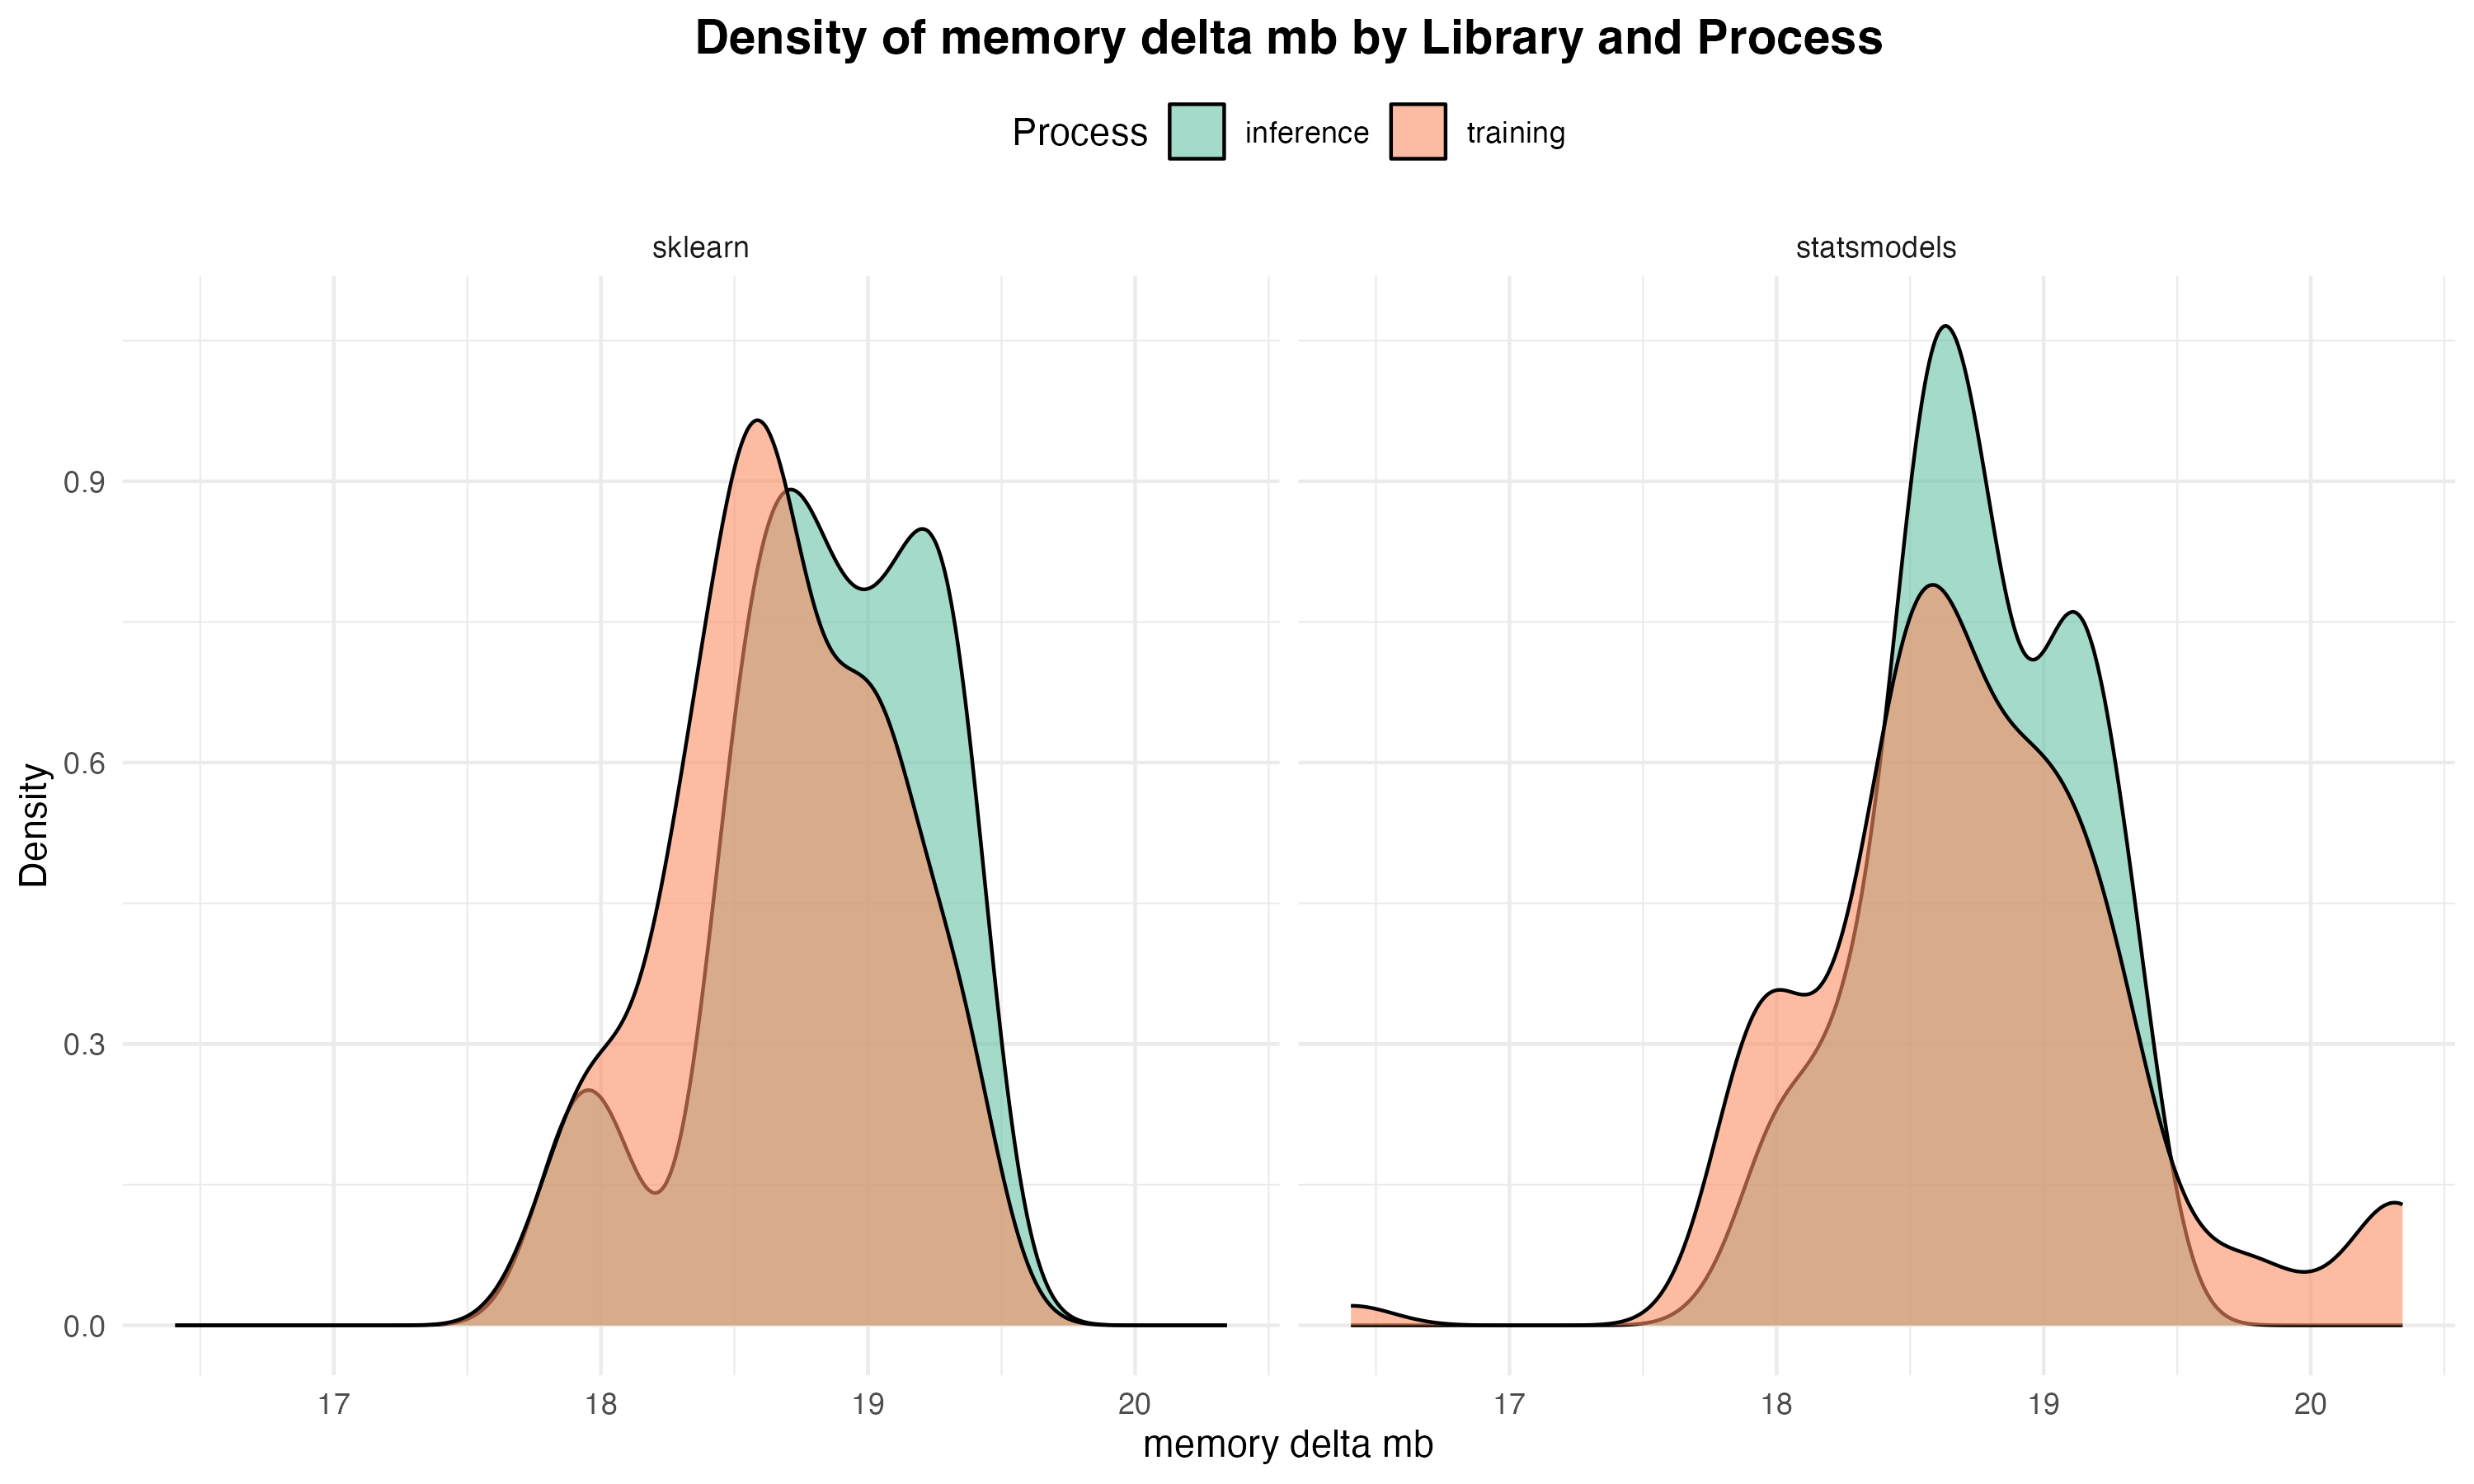 Density of memory delta mb by Library and Process
Process inference training
sklearn statsmodels
Density
0.9
0.6
0.3
0.0
17 18 19 20 17 18 19 20
memory delta mb